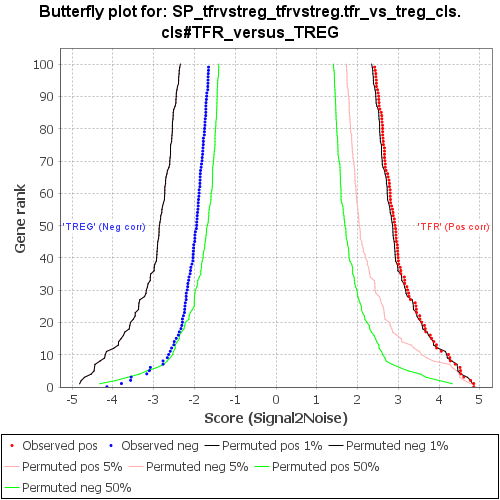 Butterfly plot for: SP_tfrvstreg_tfrvstreg.tfr_vs_treg_cls.
cls#TFR_versus_TREG
100
90
80
70
60
50
40
30
20
10
0
Gene rank
'TREG' (Neg corr)
'TFR' (Pos corr)
-5 -4 -3 -2 -1 0 1 2 3 4 5
Score (Signal2Noise)
Observed pos Observed neg Permuted pos 1% Permuted neg 1%
Permuted pos 5% Permuted neg 5% Permuted pos 50%
Permuted neg 50%